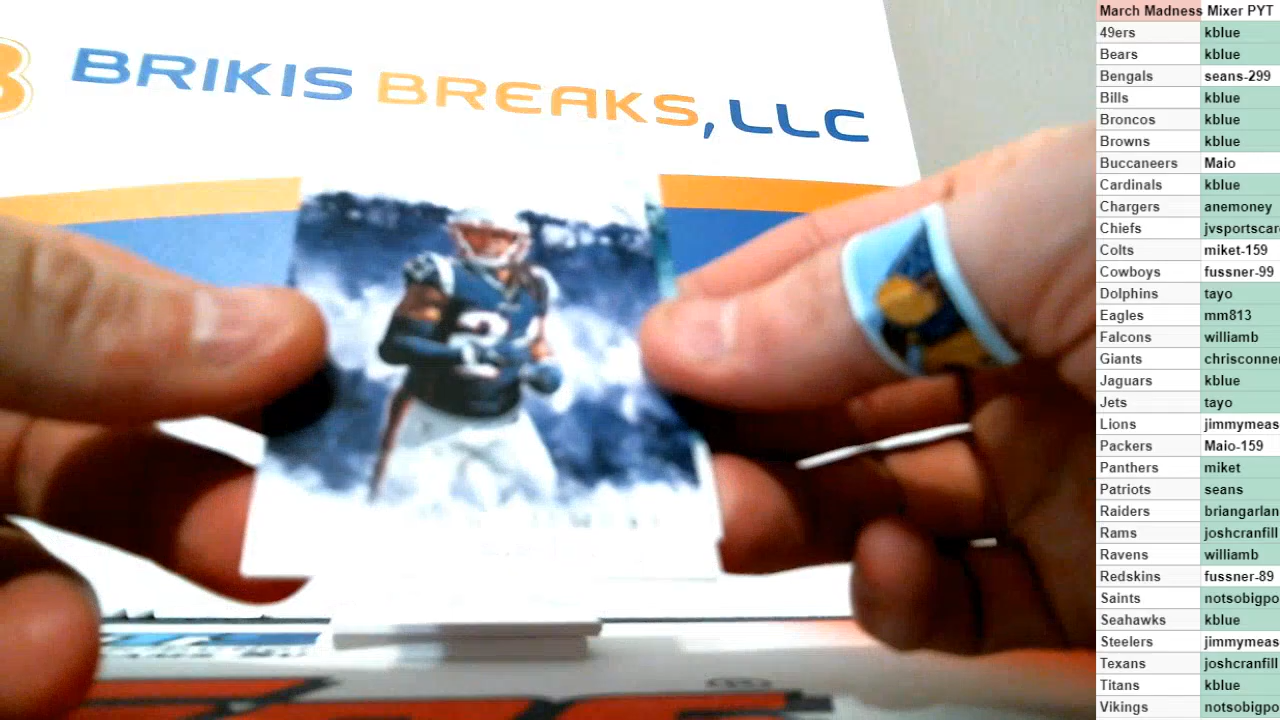 BRIKIS BREAKS, LLC
March Madness Mixer PYT
49ers kblue
Bears kblue
Bengals seans-299
Bills kblue
Broncos kblue
Browns kblue
Buccaneers Maio
Cardinals kblue
Chargers anemoney
Chiefs jvsportscar
Colts miket-159
Cowboys fussner-99
Dolphins tayo
Eagles mm813
Falcons williamb
Giants chrisconner
Jaguars kblue
Jets tayo
Lions jimmymeas
Packers Maio-159
Panthers miket
Patriots seans
Raiders briangarlan
Rams joshcranfill
Ravens williamb
Redskins fussner-89
Saints notsobigpo
Seahawks kblue
Steelers jimmymeas
Texans joshcranfill
Titans kblue
Vikings notsobigpo